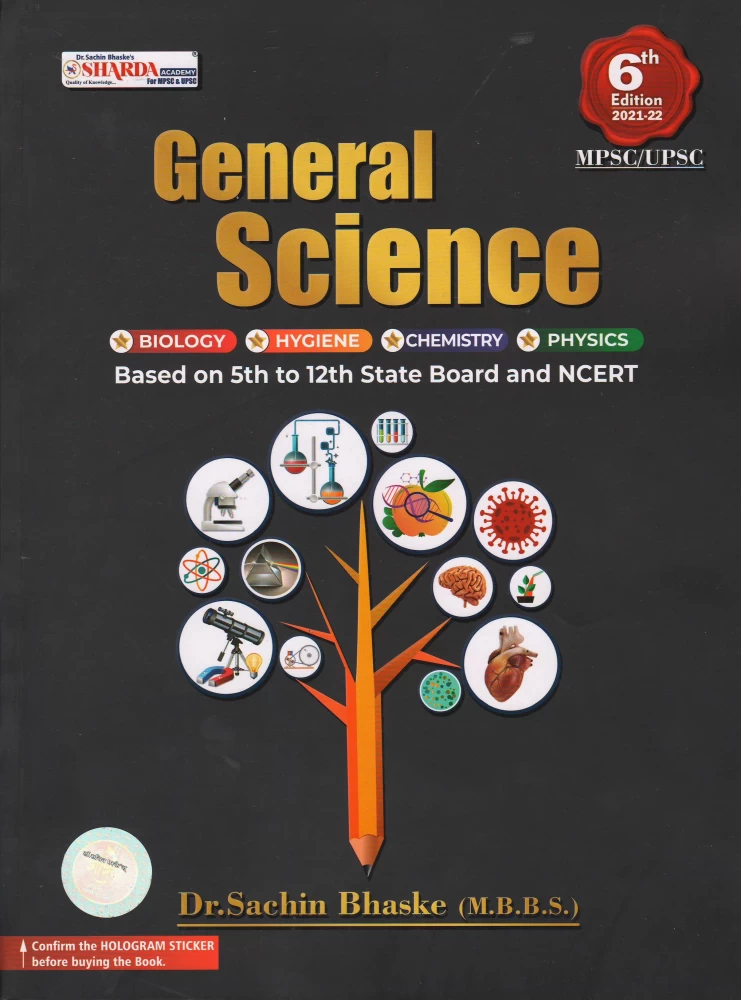 Dr. Sachin Bhaske's
SHARDA ACADEMY
Quality of Knowledge... For MPSC & UPSC
6th
Edition
2021-22
MPSC/UPSC
General
Science
BIOLOGY HYGIENE CHEMISTRY PHYSICS
Based on 5th to 12th State Board and NCERT
Dr.Sachin Bhaske (M.B.B.S.)
Confirm the HOLOGRAM STICKER
before buying the Book.